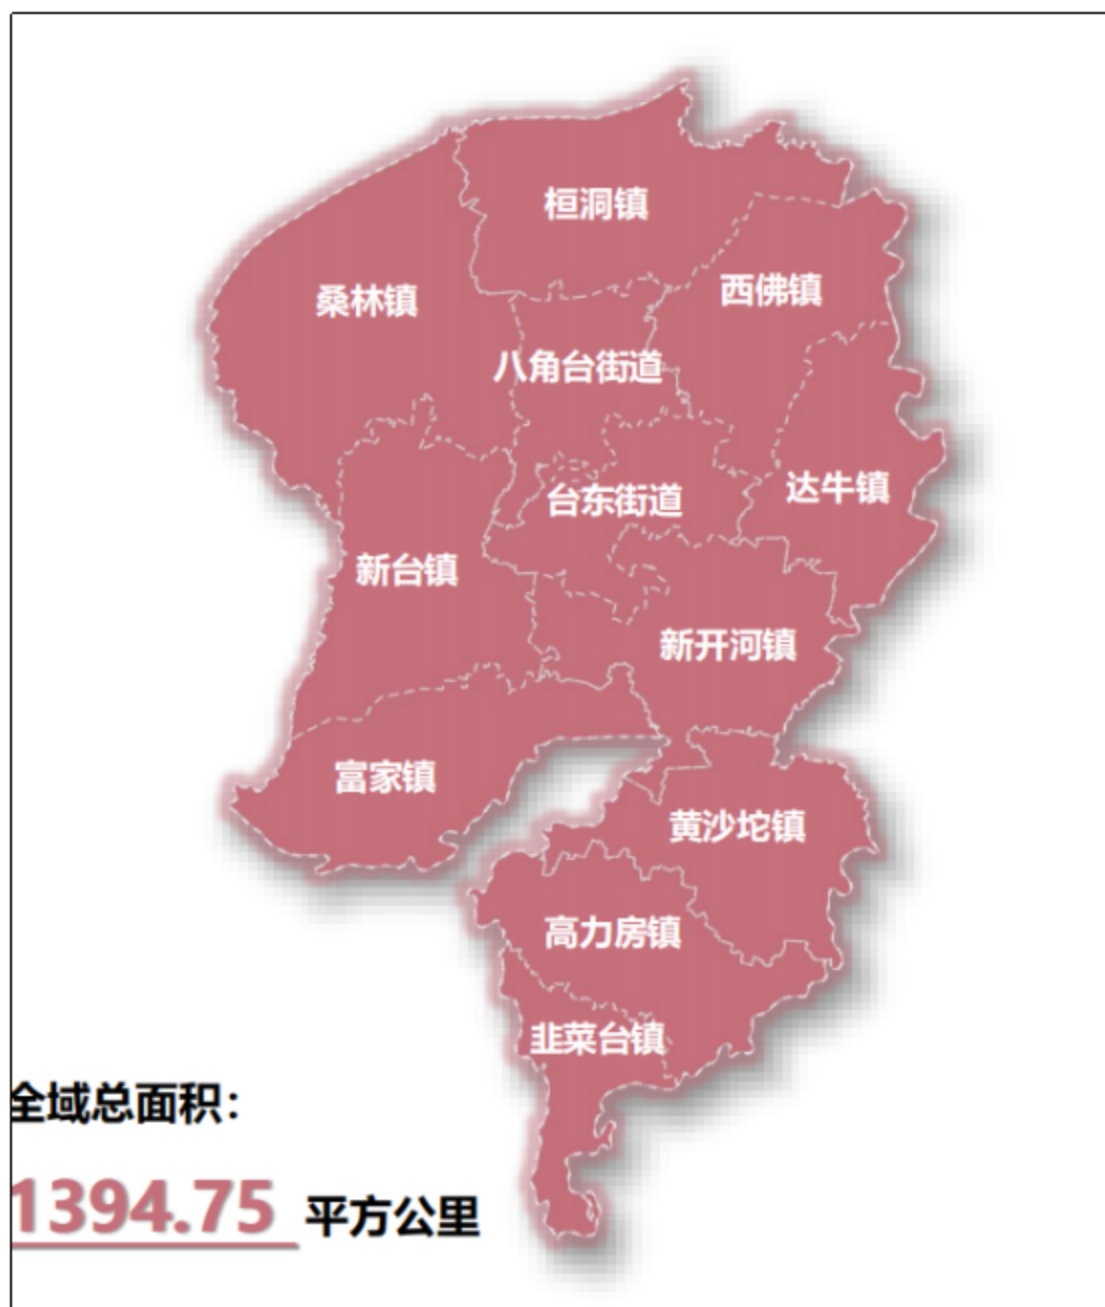 桓洞镇
西佛镇
桑林镇
八角台街道
达牛镇
台东街道
新台镇
新开河镇
富家镇
黄沙坨镇
高力房镇
韭菜台镇
全域总面积：
1394.75 平方公里